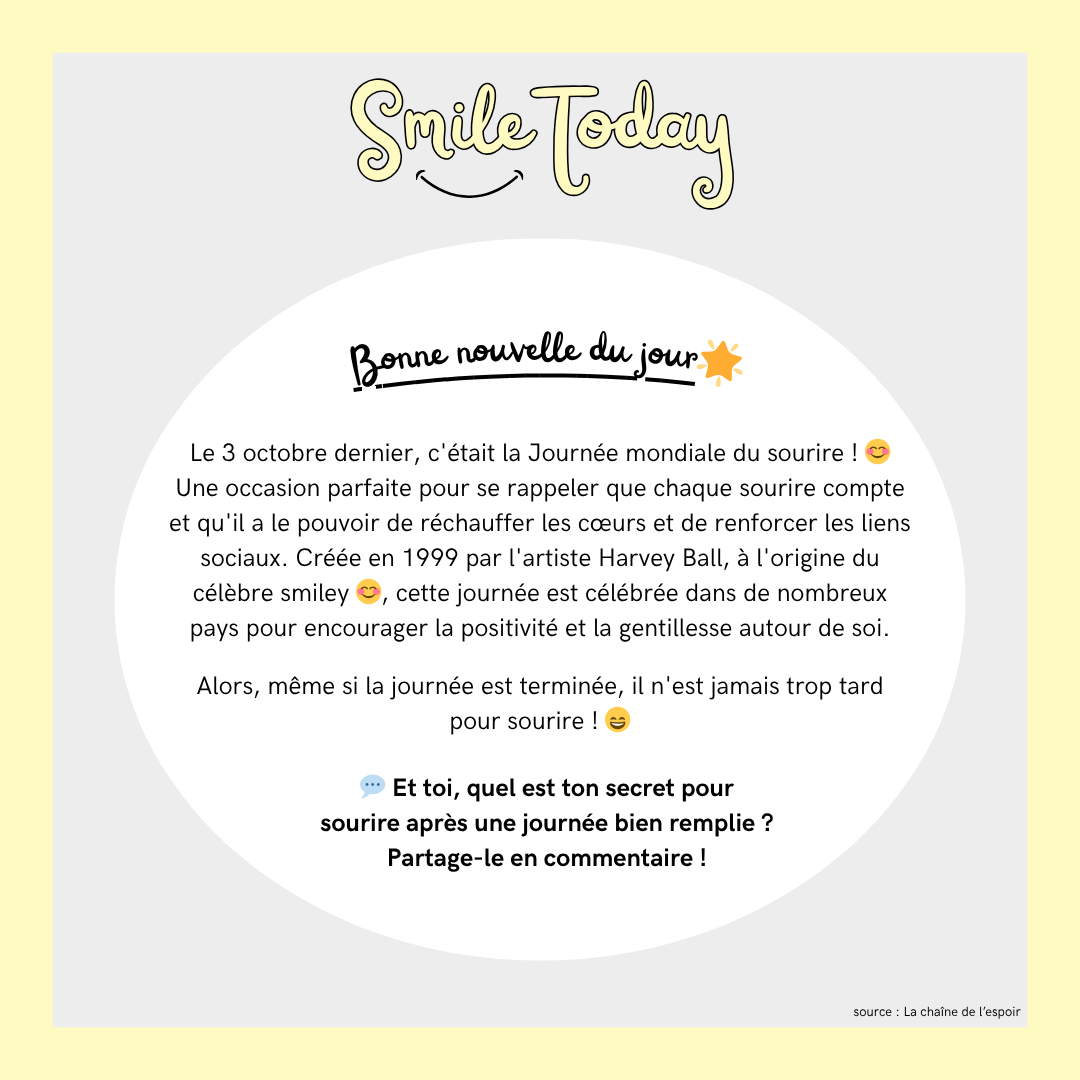 Smile Today
Bonne nouvelle du jour
Le 3 octobre dernier, c'était la Journée mondiale du sourire ! 😊
Une occasion parfaite pour se rappeler que chaque sourire compte
et qu'il a le pouvoir de réchauffer les cœurs et de renforcer les liens
sociaux. Créée en 1999 par l'artiste Harvey Ball, à l'origine du
célèbre smiley 😊, cette journée est célébrée dans de nombreux
pays pour encourager la positivité et la gentillesse autour de soi.
Alors, même si la journée est terminée, il n'est jamais trop tard
pour sourire ! 😄
💬 Et toi, quel est ton secret pour
sourire après une journée bien remplie ?
Partage-le en commentaire !
source : La chaîne de l’espoir